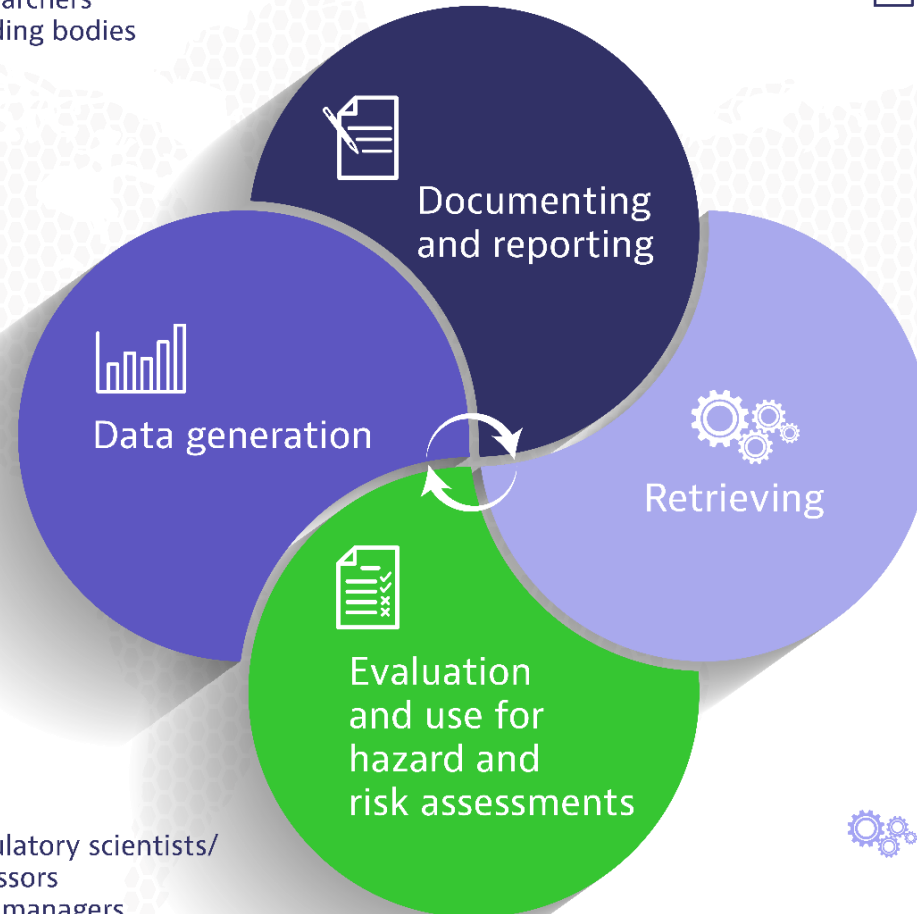 ding bodies
Documenting
and reporting
Data generation
Retrieving
Evaluation
and use for
hazard and
risk assessments
ulatory scientists/
ssors
managers